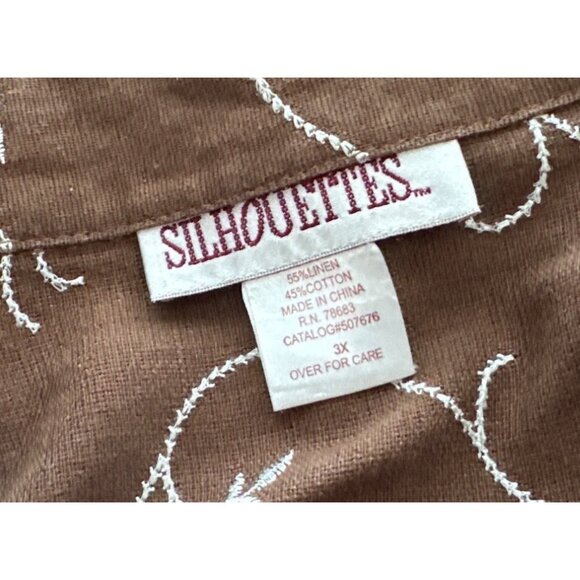 SILHOUETTES™
55%LINEN
45%COTTON
MADE IN CHINA
R.N. 78683
CATALOG#507676
3X
OVER FOR CARE